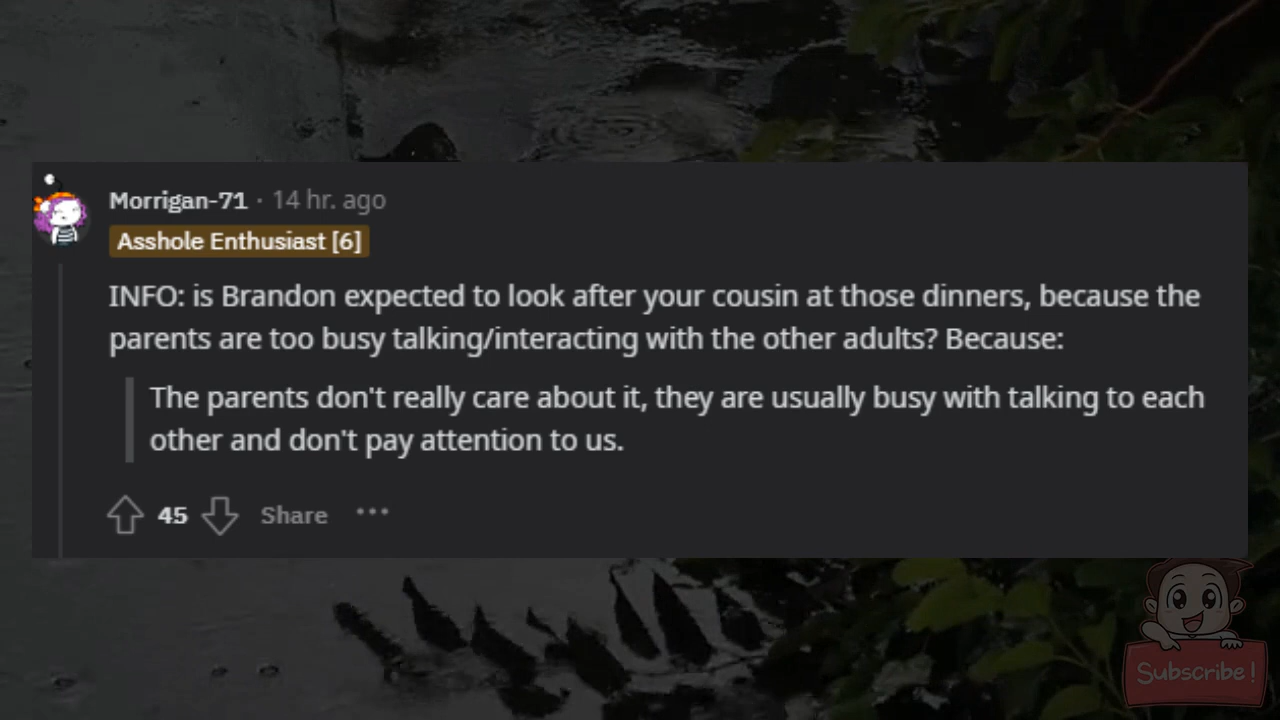 Morrigan-71 · 14 hr. ago
Asshole Enthusiast [6]
INFO: is Brandon expected to look after your cousin at those dinners, because the
parents are too busy talking/interacting with the other adults? Because:
The parents don't really care about it, they are usually busy with talking to each
other and don't pay attention to us.
45 Share ···
Subscribe!